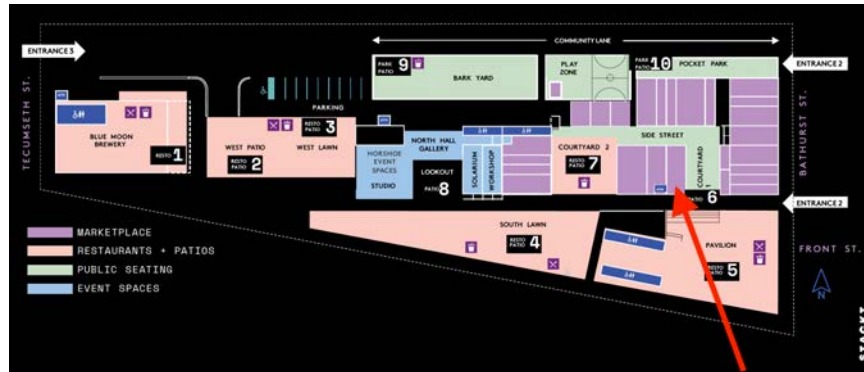 COMMUNITY LANE
ENTRANCE 3
PARK PATIO 9
BARK YARD
PLAY ZONE
PARK PATIO 10
POCKET PARK
ENTRANCE 2
TECUMSETH ST.
BATHURST ST.
PARKING
BLUE MOON BREWERY
RESTO 1
WEST PATIO
RESTO PATIO 2
RESTO PATIO 3
WEST LAWN
HORSHOE EVENT SPACES
STUDIO
NORTH HALL GALLERY
LOOKOUT
PATIO 8
SOLARIUM
WORKSHOP
COURTYARD 2
RESTO PATIO 7
SIDE STREET
COURTYARD 1
PATIO 6
ENTRANCE 2
SOUTH LAWN
RESTO PATIO 4
PAVILION
RESTO PATIO 5
FRONT ST.
MARKETPLACE
RESTAURANTS + PATIOS
PUBLIC SEATING
EVENT SPACES
N
STACKT